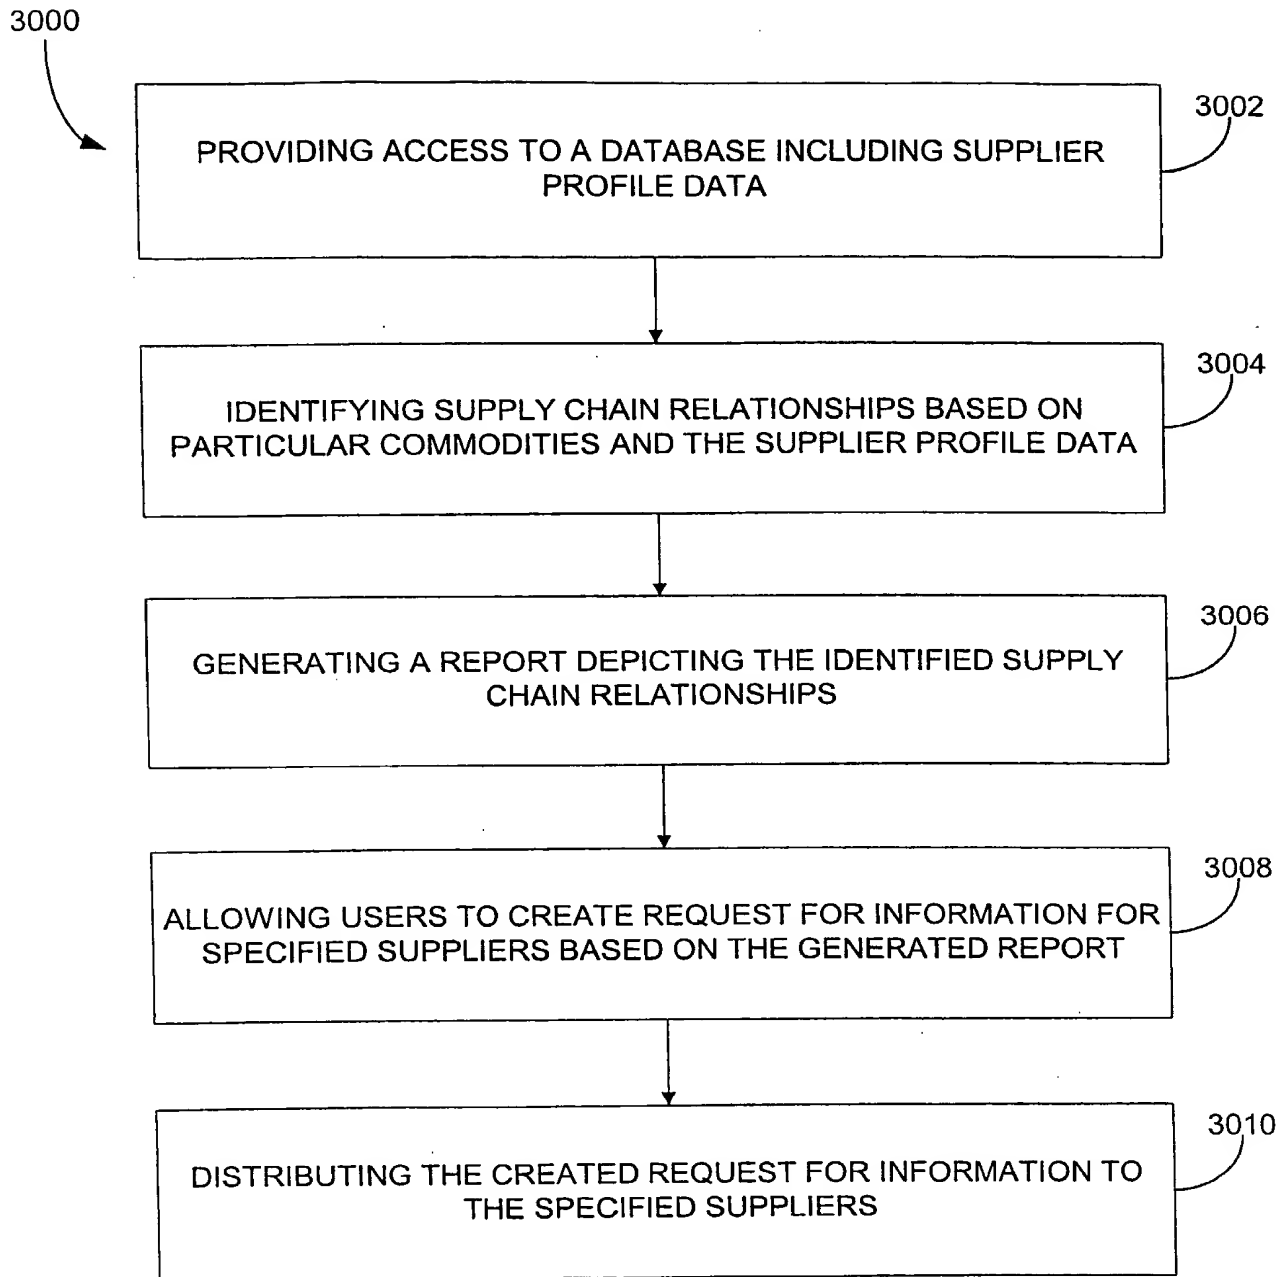 3000
3002
PROVIDING ACCESS TO A DATABASE INCLUDING SUPPLIER
PROFILE DATA
3004
IDENTIFYING SUPPLY CHAIN RELATIONSHIPS BASED ON
PARTICULAR COMMODITIES AND THE SUPPLIER PROFILE DATA
3006
GENERATING A REPORT DEPICTING THE IDENTIFIED SUPPLY
CHAIN RELATIONSHIPS
3008
ALLOWING USERS TO CREATE REQUEST FOR INFORMATION FOR
SPECIFIED SUPPLIERS BASED ON THE GENERATED REPORT
3010
DISTRIBUTING THE CREATED REQUEST FOR INFORMATION TO
THE SPECIFIED SUPPLIERS